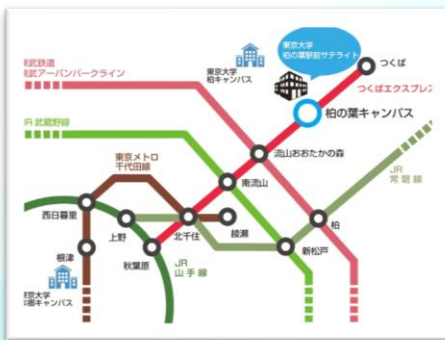 東京大学
柏の葉駅前サテライト
つくば
東武鉄道
東武アーバンパークライン
東京大学
柏キャンパス
つくばエクスプレス
柏の葉キャンパス
JR 武蔵野線
流山おおたかの森
東京メトロ
千代田線
南流山
JR
常磐線
西日暮里
上野
北千住
綾瀬
柏
根津
秋葉原
JR
山手線
新松戸
東京大学
本郷キャンパス